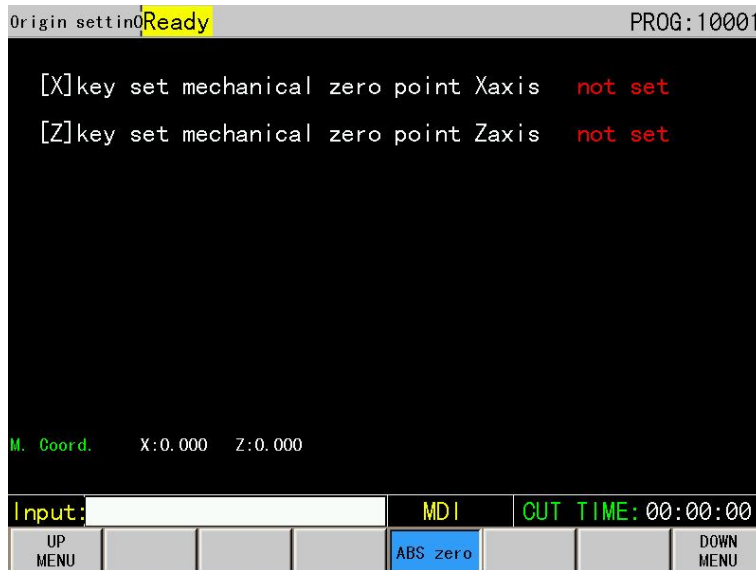 Origin settin0Ready PROG:10001
[X]key set mechanical zero point Xaxis not set
[Z]key set mechanical zero point Zaxis not set
M. Coord. X:0.000 Z:0.000
Input: MDI CUT TIME:00:00:00
UP MENU ABS zero DOWN MENU